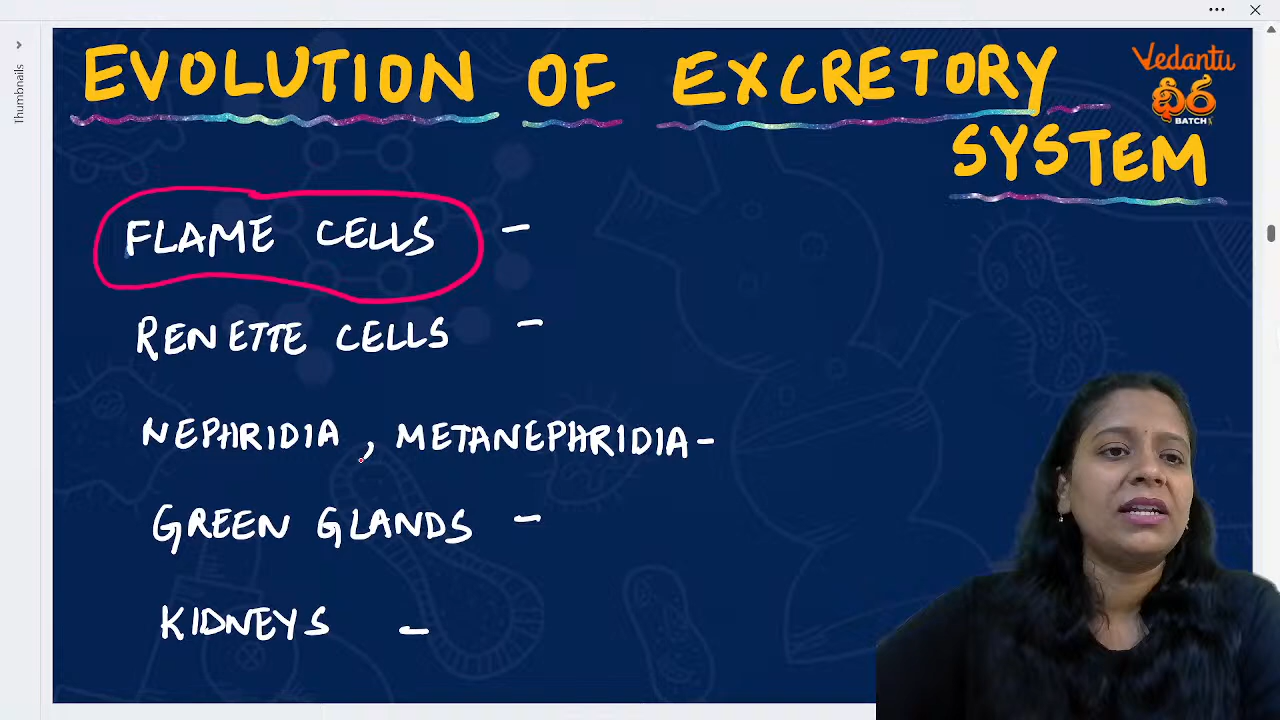 Thumbnails
EVOLUTION OF EXCRETORY
SYSTEM
Vedantu
ధీర
BATCH
FLAME CELLS –
RENETTE CELLS –
NEPHRIDIA , METANEPHRIDIA –
GREEN GLANDS –
KIDNEYS –